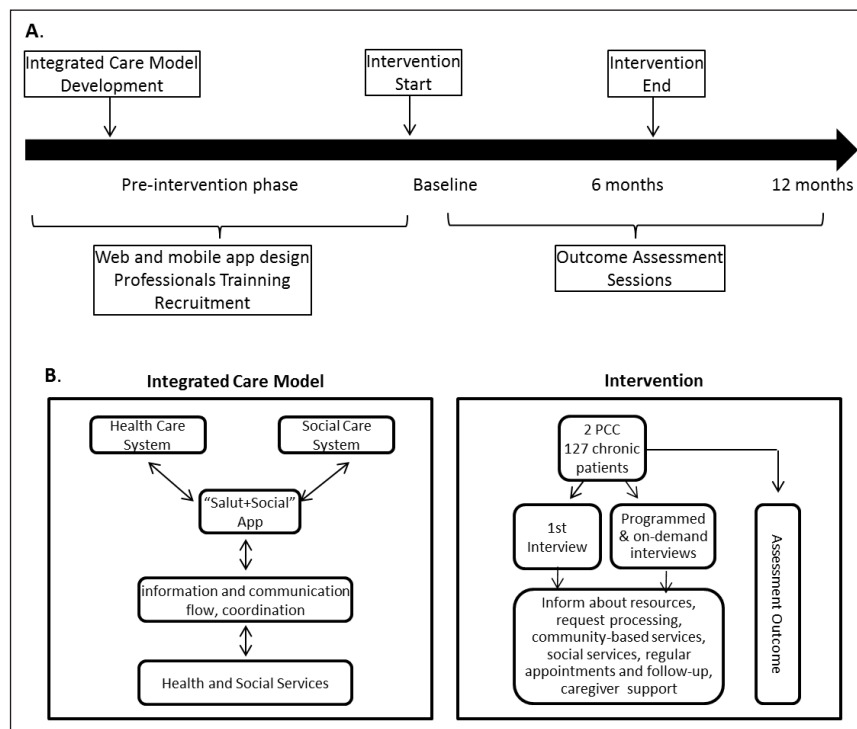 A.
Integrated Care Model
Development
Intervention
Start
Intervention
End
Pre-intervention phase
Baseline
6 months
12 months
Web and mobile app design
Professionals Trainning
Recruitment
Outcome Assessment
Sessions
B.
Integrated Care Model
Health Care
System
Social Care
System
“Salut+Social”
App
information and communication
flow, coordination
Health and Social Services
Intervention
2 PCC
127 chronic
patients
1st
Interview
Programmed
& on-demand
interviews
Inform about resources,
request processing,
community-based services,
social services, regular
appointments and follow-up,
caregiver support
Assessment Outcome